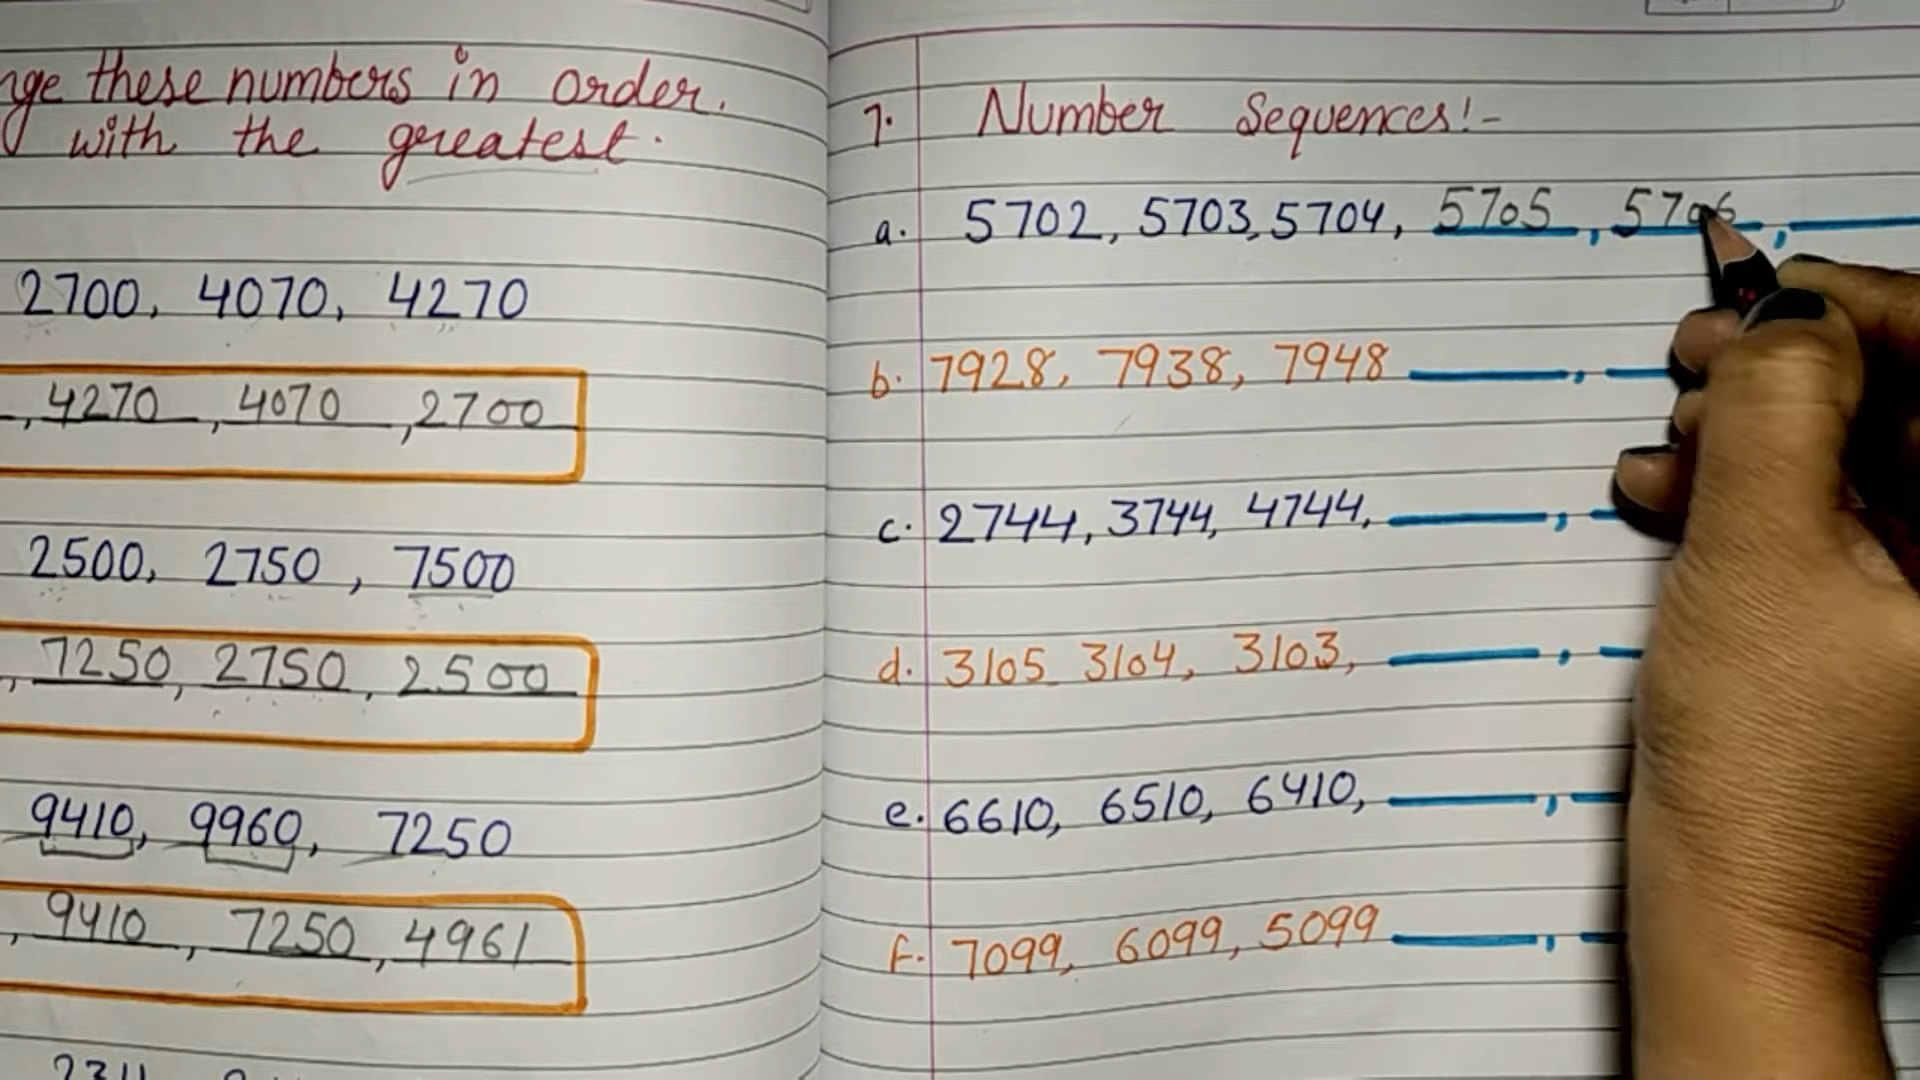 these numbers in order.
with the greatest.
2700, 4070, 4270
, 4270, 4070, 2700
2500, 2750, 7500
, 7250, 2750, 2500
9410, 9960, 7250
, 9410, 7250, 4961
7. Number Sequences!-
a. 5702, 5703, 5704, 5705, 5706,
b. 7928, 7938, 7948 ,
c. 2744, 3744, 4744, ,
d. 3105 3104, 3103, ,
e. 6610, 6510, 6410, ,
f. 7099, 6099, 5099 ,